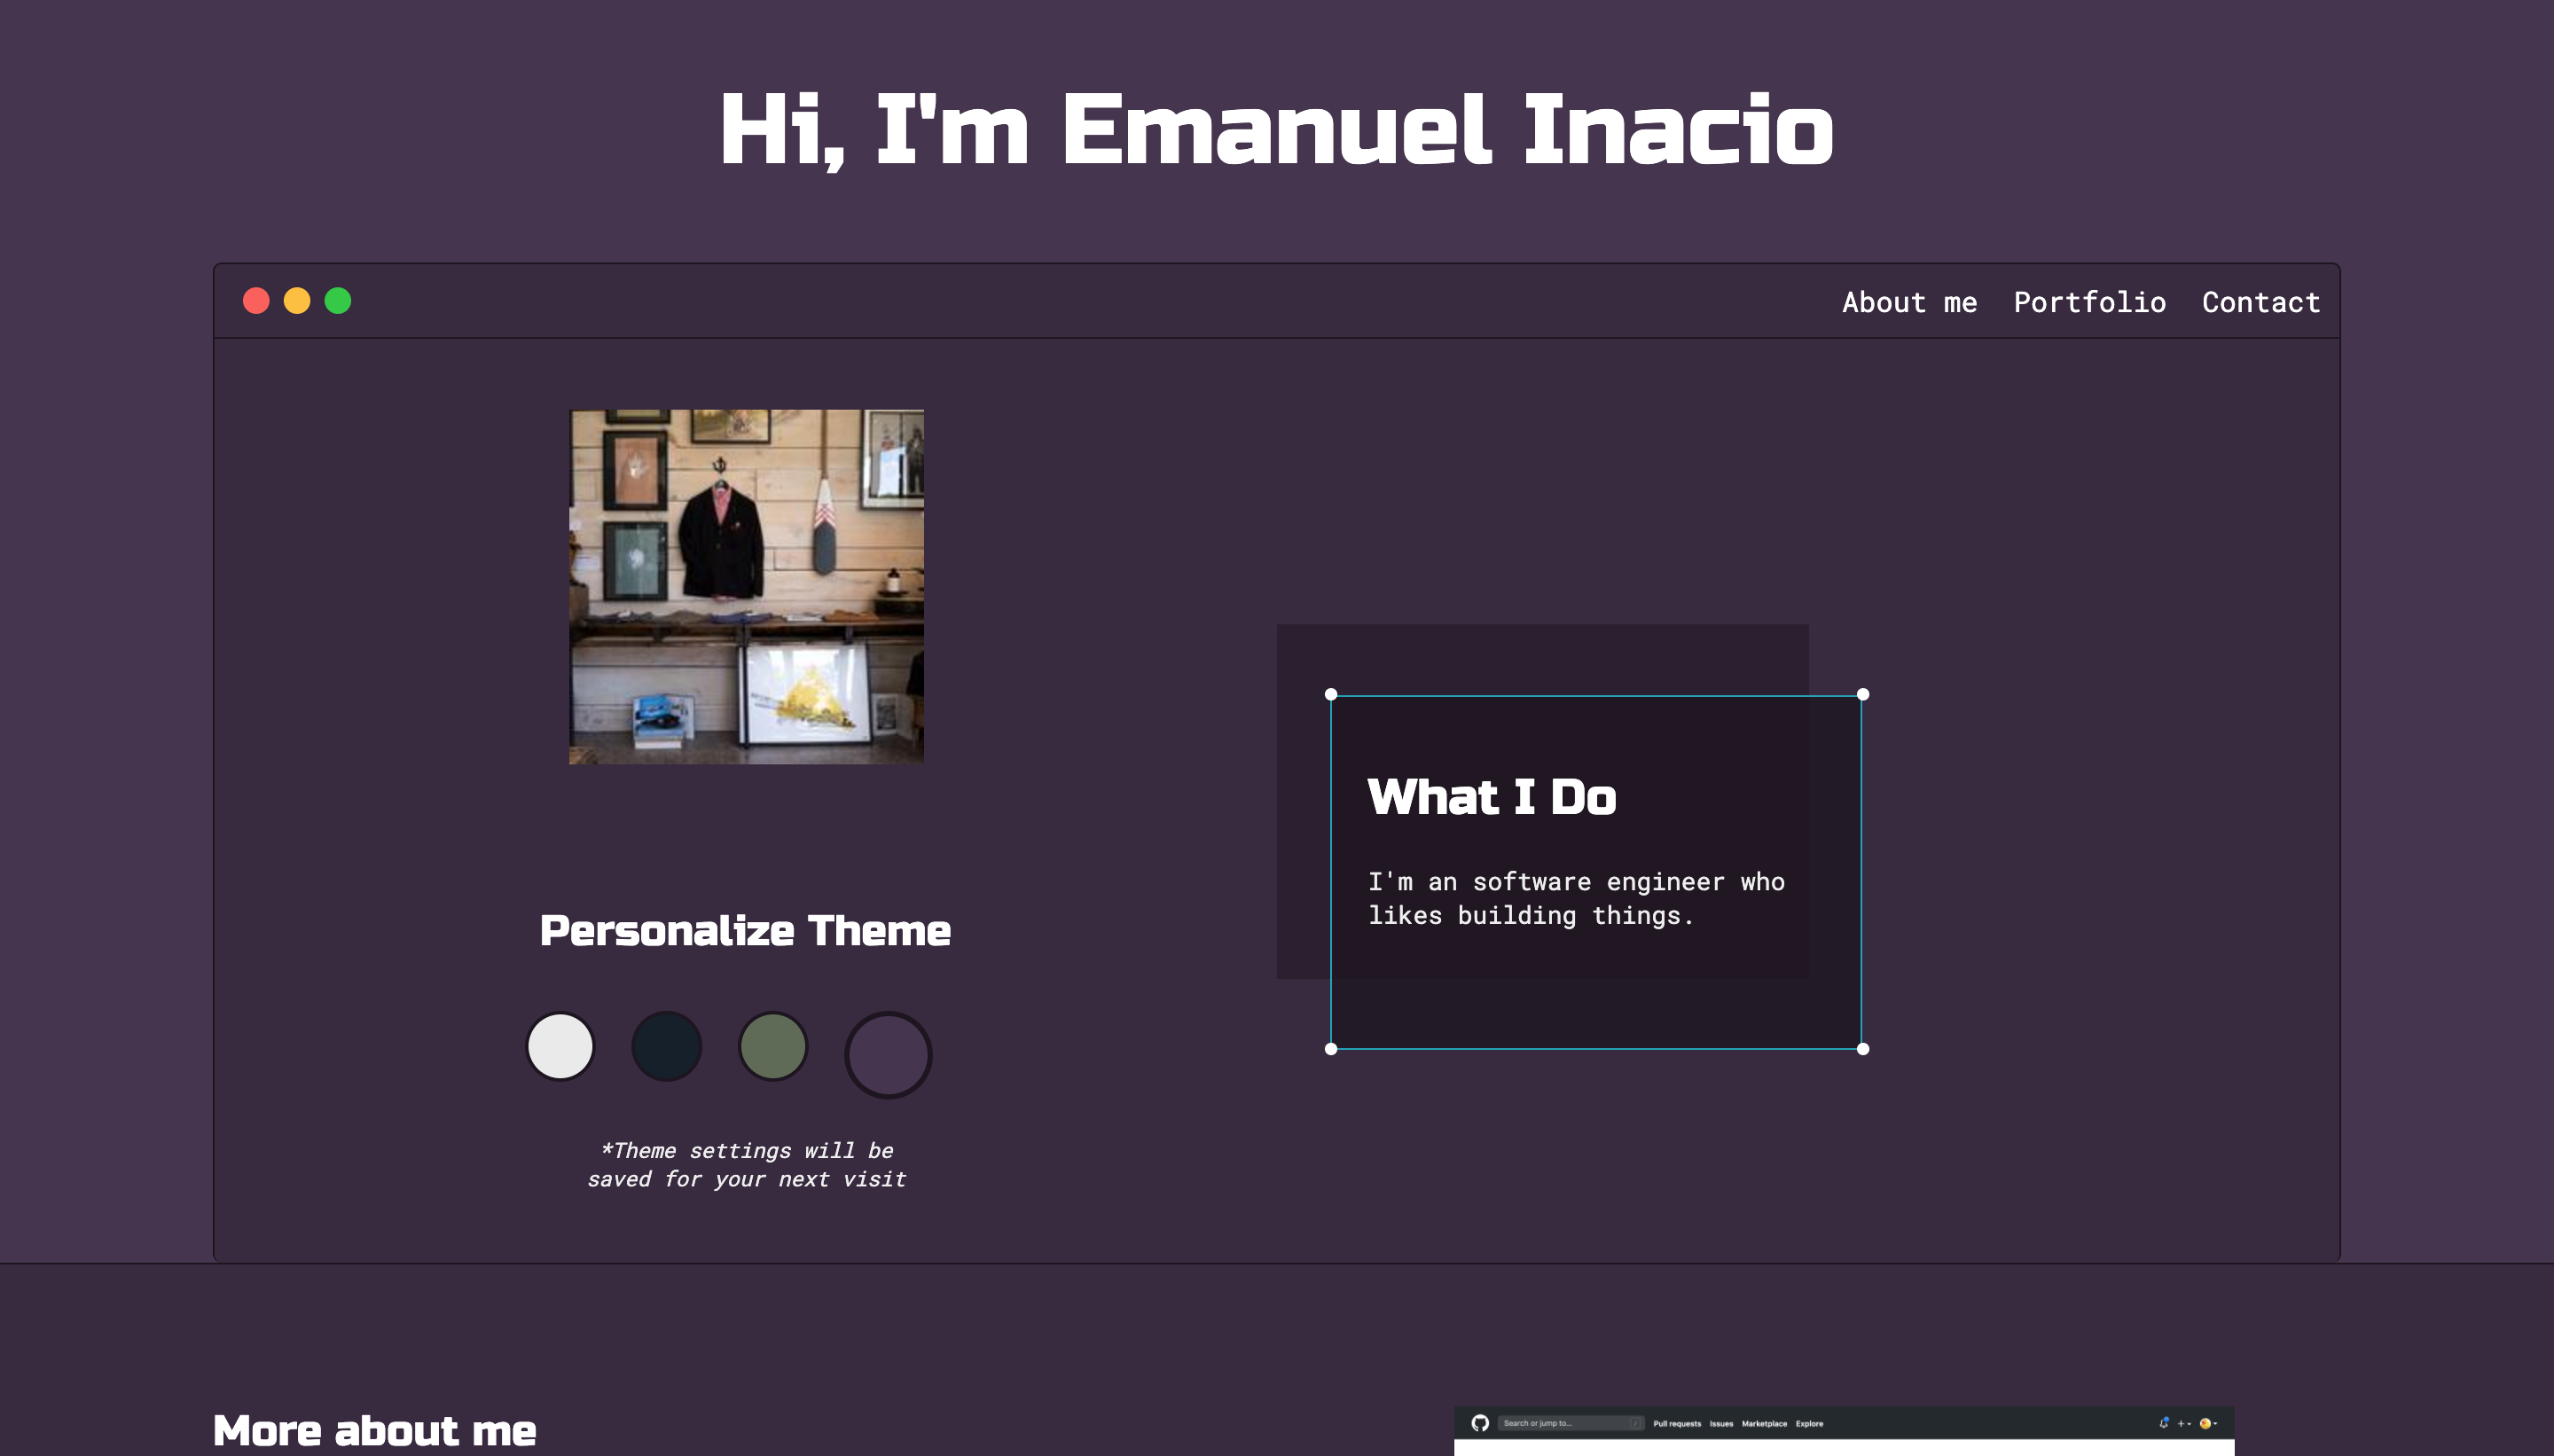 Hi, I'm Emanuel Inacio
About me Portfolio Contact
What I Do
I'm an software engineer who
likes building things.
Personalize Theme
*Theme settings will be
saved for your next visit
More about me
Search or jump to... / Pull requests Issues Marketplace Explore